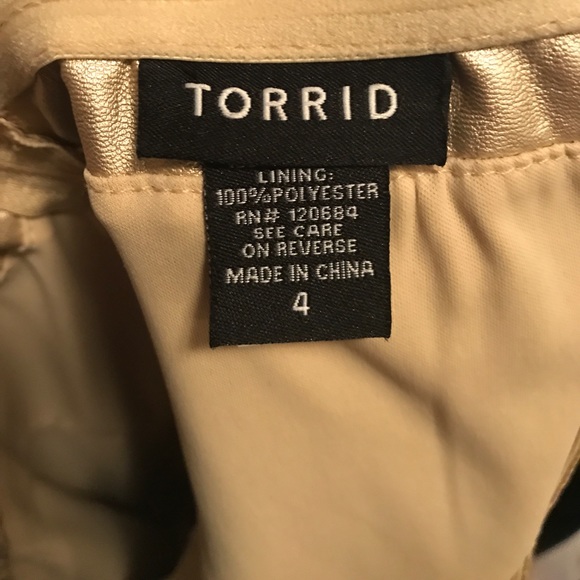 TORRID
LINING:
100%POLYESTER
RN# 120684
SEE CARE
ON REVERSE
MADE IN CHINA
4